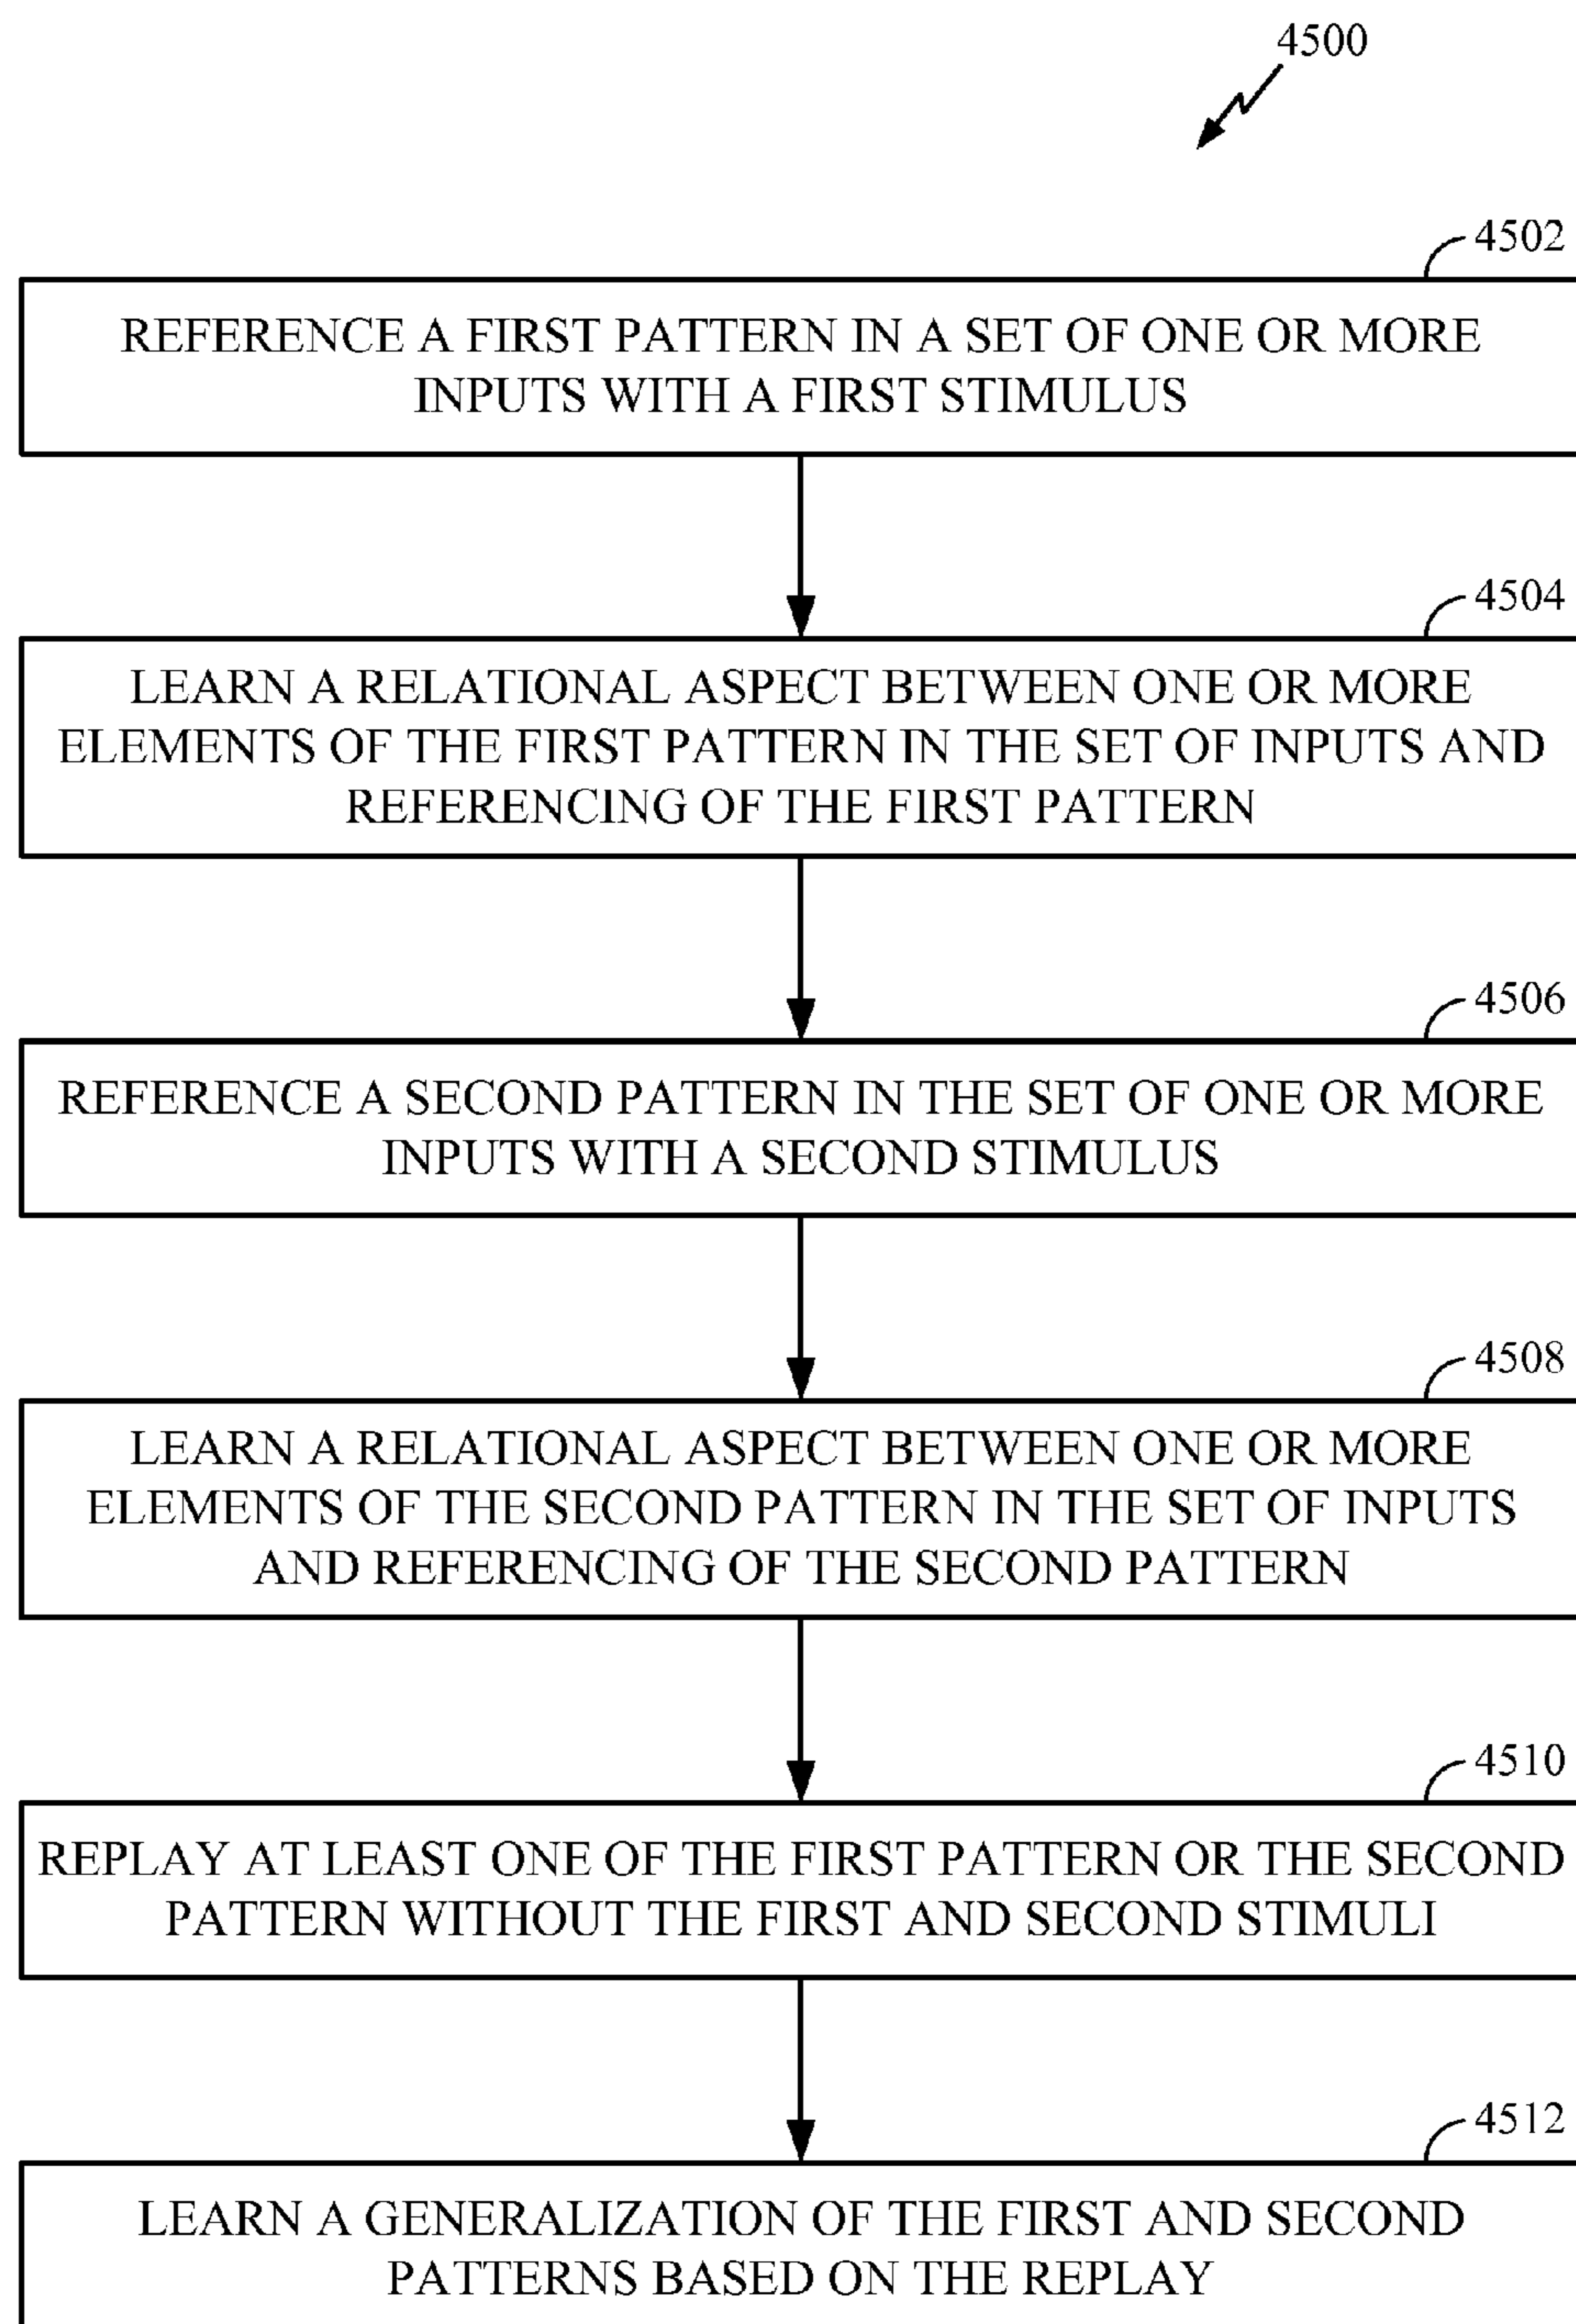 4500
4502
REFERENCE A FIRST PATTERN IN A SET OF ONE OR MORE
INPUTS WITH A FIRST STIMULUS
4504
LEARN A RELATIONAL ASPECT BETWEEN ONE OR MORE
ELEMENTS OF THE FIRST PATTERN IN THE SET OF INPUTS AND
REFERENCING OF THE FIRST PATTERN
4506
REFERENCE A SECOND PATTERN IN THE SET OF ONE OR MORE
INPUTS WITH A SECOND STIMULUS
4508
LEARN A RELATIONAL ASPECT BETWEEN ONE OR MORE
ELEMENTS OF THE SECOND PATTERN IN THE SET OF INPUTS
AND REFERENCING OF THE SECOND PATTERN
4510
REPLAY AT LEAST ONE OF THE FIRST PATTERN OR THE SECOND
PATTERN WITHOUT THE FIRST AND SECOND STIMULI
4512
LEARN A GENERALIZATION OF THE FIRST AND SECOND
PATTERNS BASED ON THE REPLAY